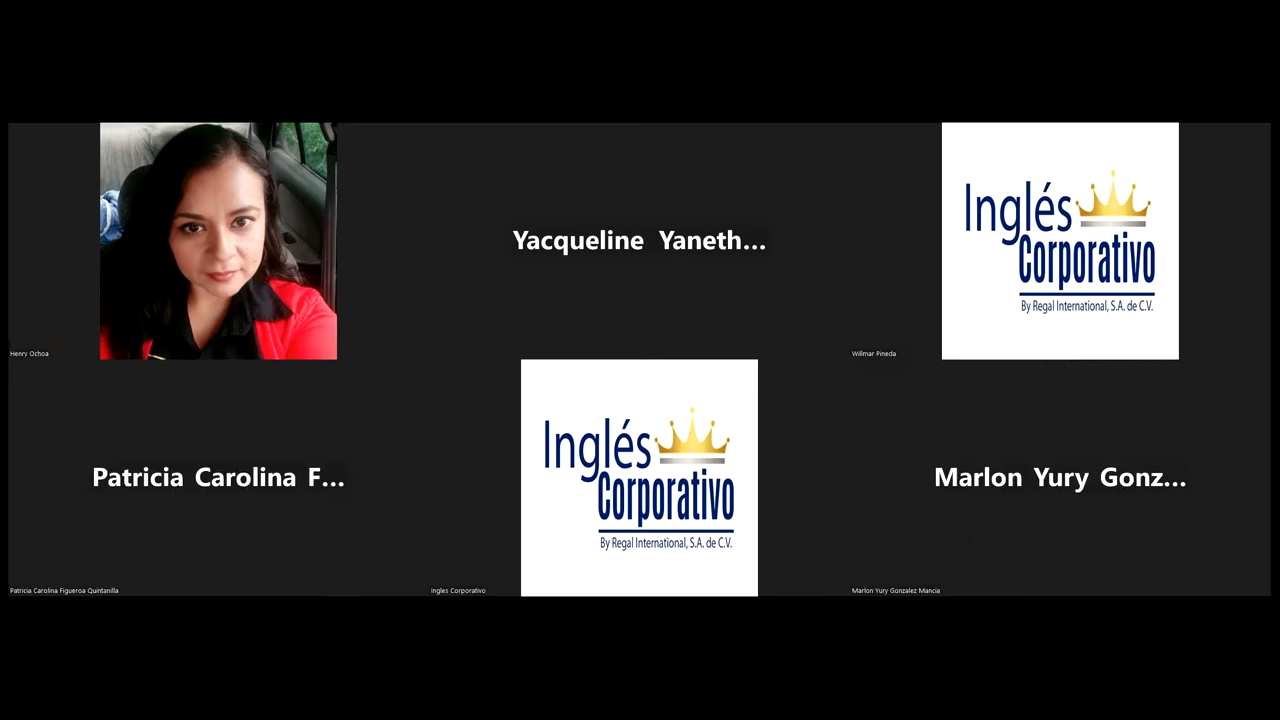 Henry Ochoa
Yacqueline Yaneth...
Inglés
Corporativo
By Regal International, S.A. de C.V.
Willmar Pineda
Patricia Carolina F...
Patricia Carolina Figueroa Quintanilla
Inglés
Corporativo
By Regal International, S.A. de C.V.
Ingles Corporativo
Marlon Yury Gonz...
Marlon Yury Gonzalez Mancia